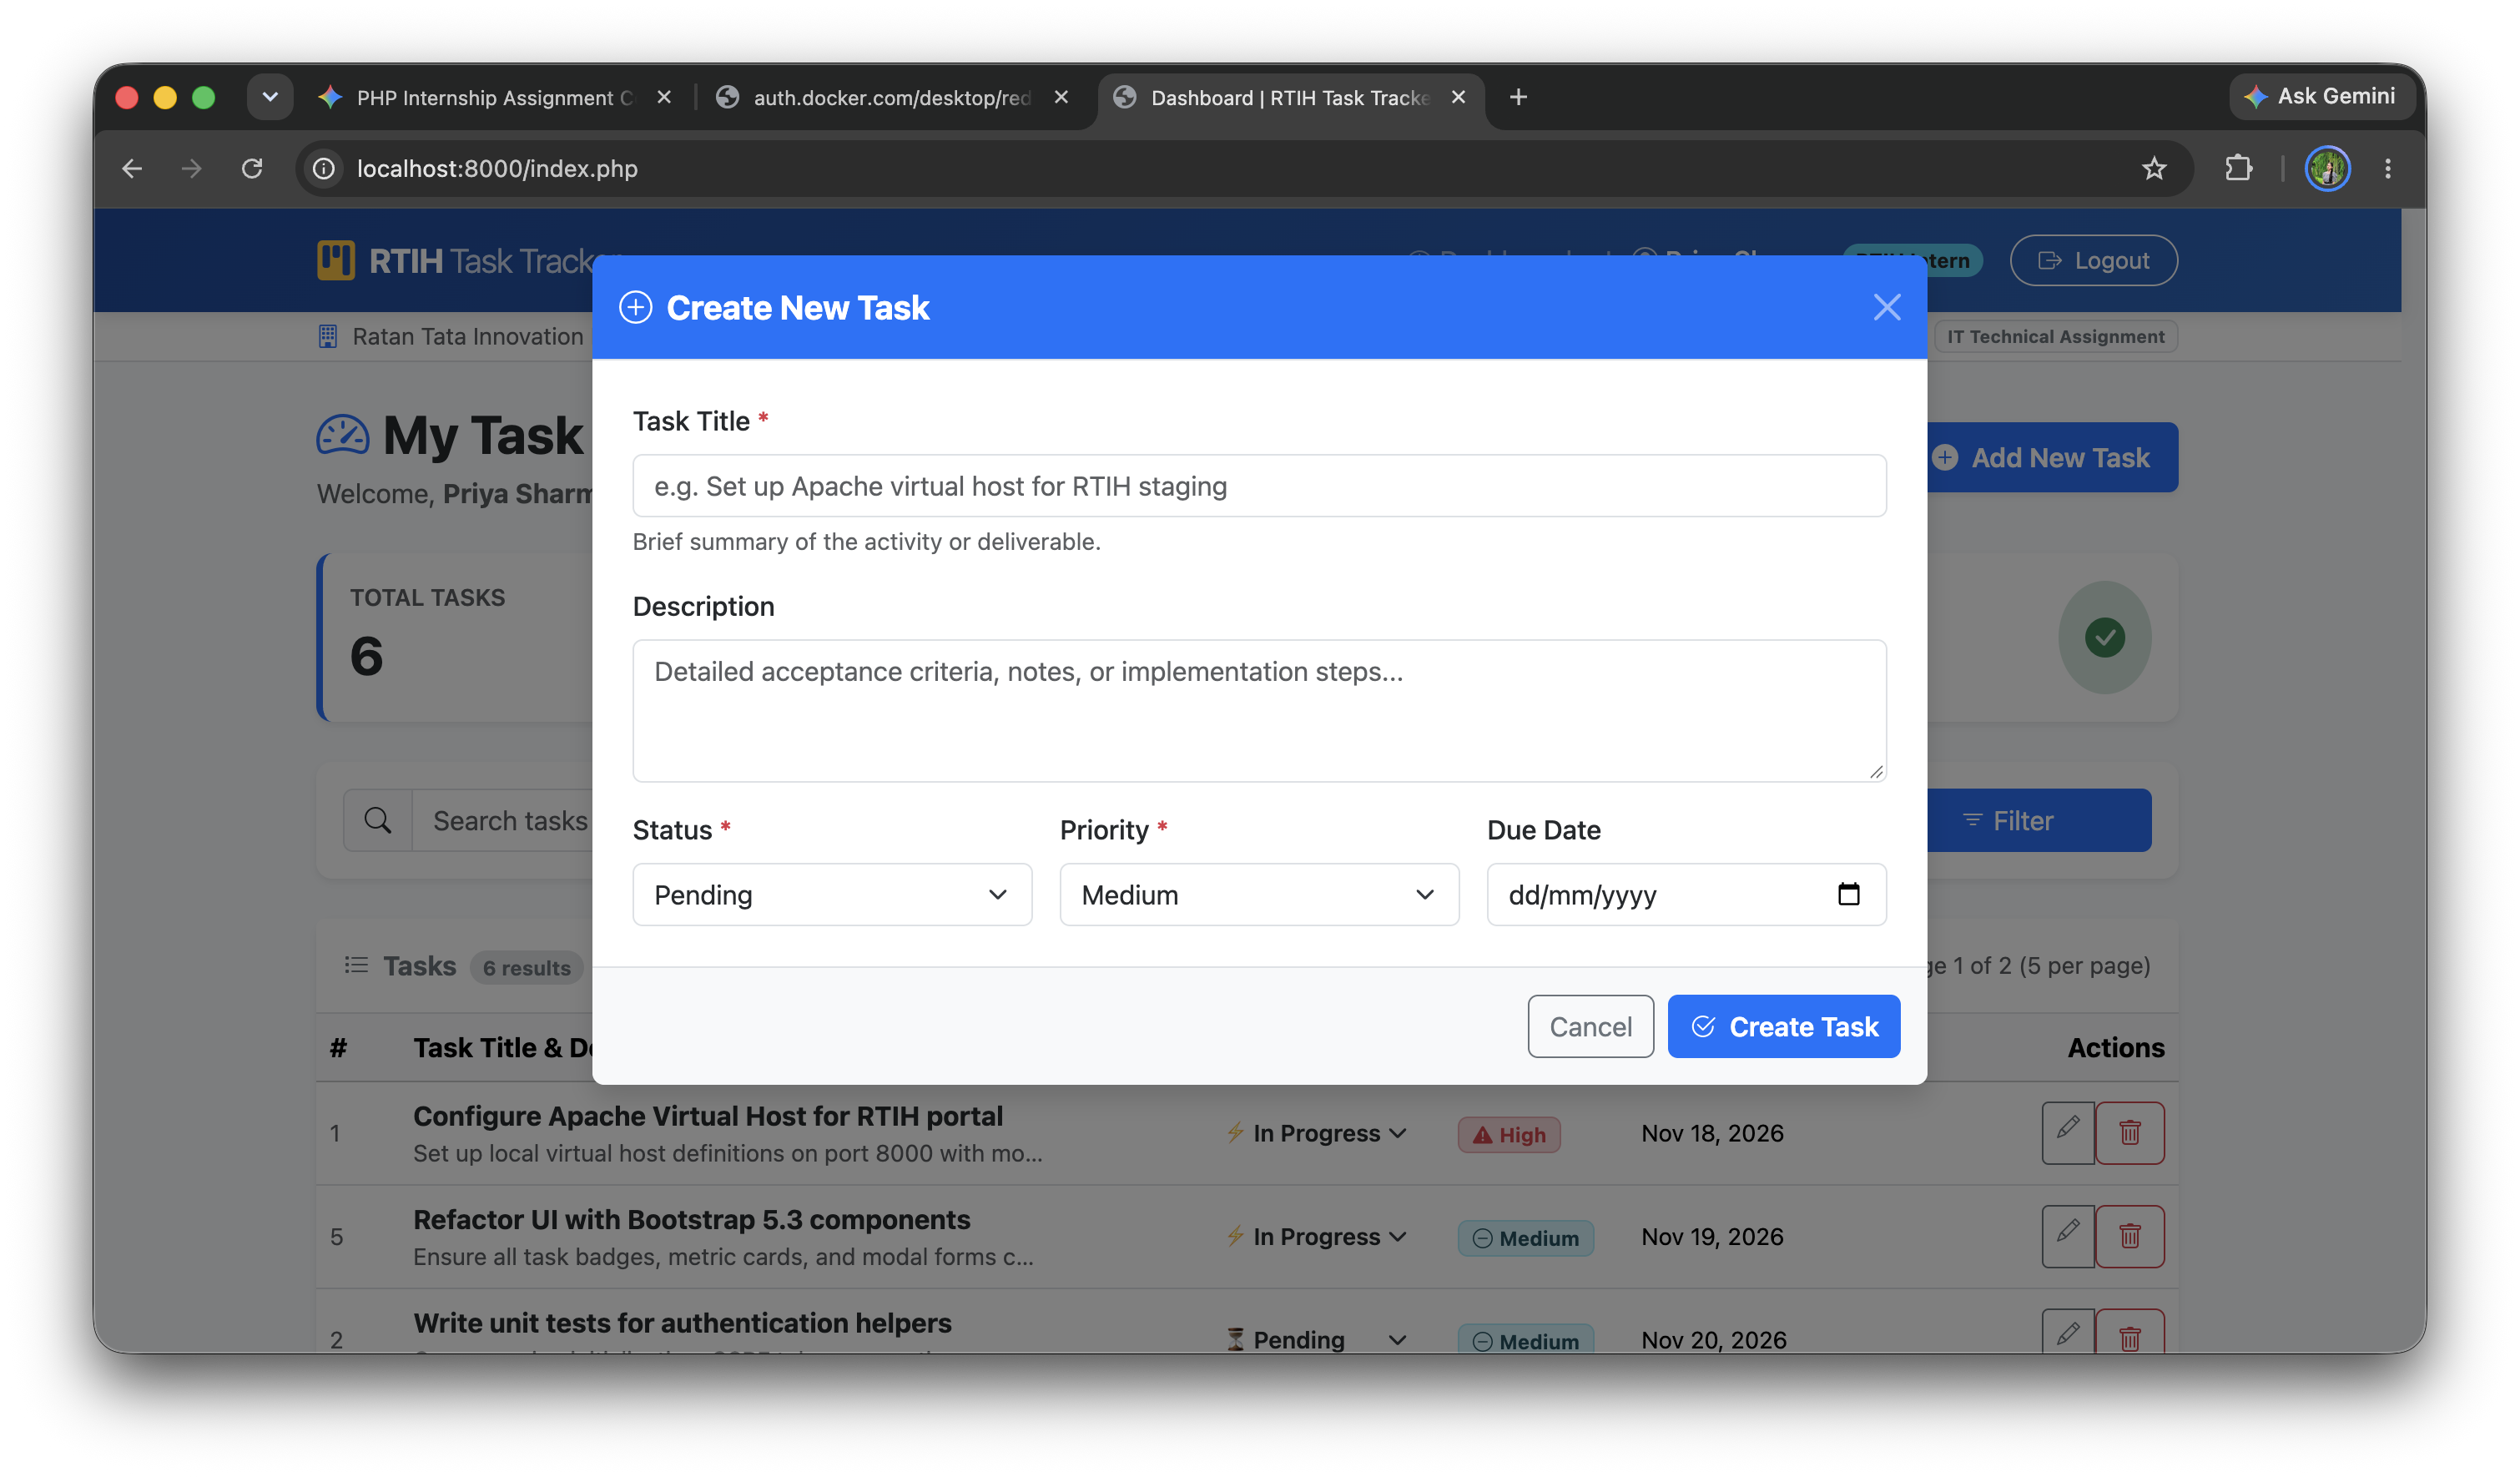 PHP Internship Assignment C
auth.docker.com/desktop/red
Dashboard | RTIH Task Tracke
Ask Gemini
localhost:8000/index.php
RTIH Task Tracker
Logout
Ratan Tata Innovation
IT Technical Assignment
My Task
Add New Task
Welcome, Priya Sharm
TOTAL TASKS
6
Search tasks
Filter
Create New Task
Task Title *
e.g. Set up Apache virtual host for RTIH staging
Brief summary of the activity or deliverable.
Description
Detailed acceptance criteria, notes, or implementation steps...
Status *
Priority *
Due Date
Pending
Medium
dd/mm/yyyy
Cancel
Create Task
Tasks 6 results
1 of 2 (5 per page)
# Task Title & Actions
1 Configure Apache Virtual Host for RTIH portal In Progress High Nov 18, 2026
Set up local virtual host definitions on port 8000 with mo...
5 Refactor UI with Bootstrap 5.3 components In Progress Medium Nov 19, 2026
Ensure all task badges, metric cards, and modal forms c...
2 Write unit tests for authentication helpers Pending Medium Nov 20, 2026